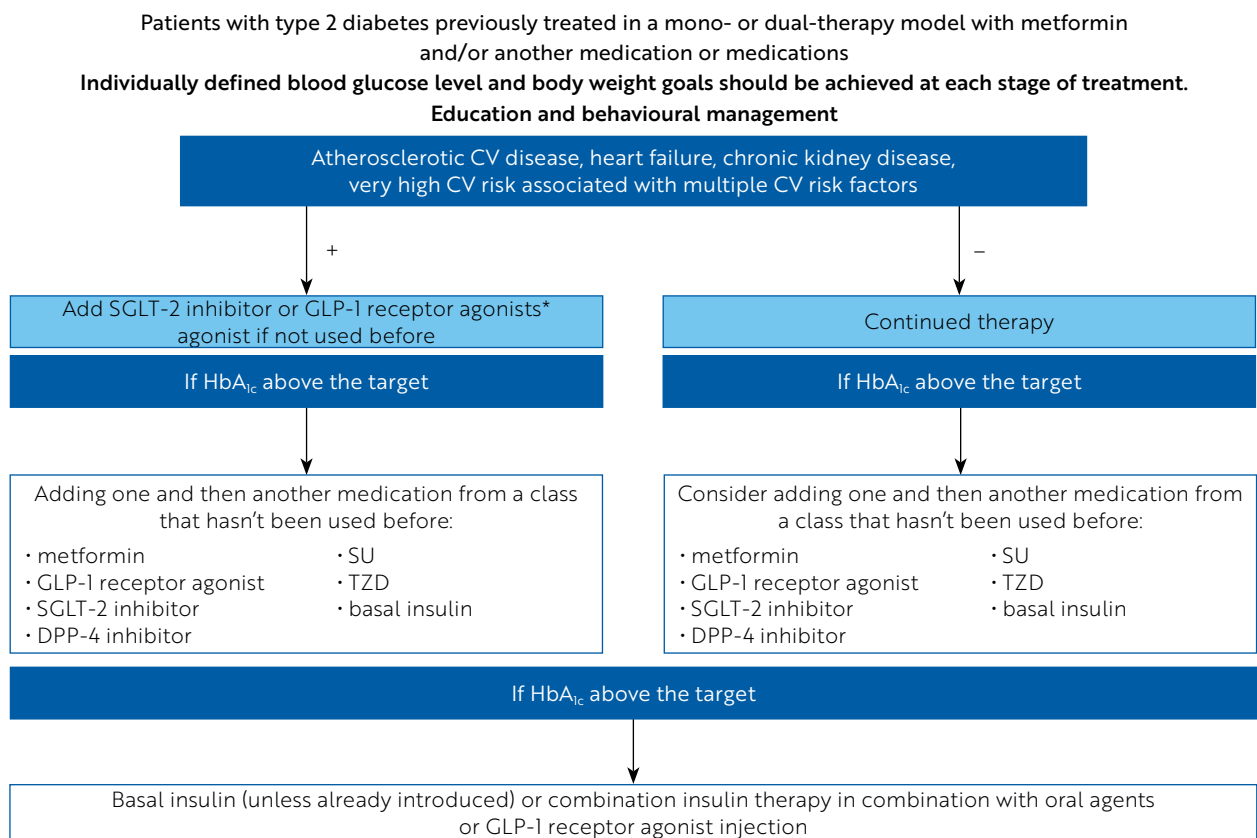 Patients with type 2 diabetes previously treated in a mono- or dual-therapy model with metformin
and/or another medication or medications
Individually defined blood glucose level and body weight goals should be achieved at each stage of treatment.
Education and behavioural management
Atherosclerotic CV disease, heart failure, chronic kidney disease,
very high CV risk associated with multiple CV risk factors
+
–
Add SGLT-2 inhibitor or GLP-1 receptor agonists*
agonist if not used before
Continued therapy
If HbA1c above the target
If HbA1c above the target
Adding one and then another medication from a class
that hasn't been used before:
· metformin
· GLP-1 receptor agonist
· SGLT-2 inhibitor
· DPP-4 inhibitor
· SU
· TZD
· basal insulin
Consider adding one and then another medication from
a class that hasn't been used before:
· metformin
· GLP-1 receptor agonist
· SGLT-2 inhibitor
· DPP-4 inhibitor
· SU
· TZD
· basal insulin
If HbA1c above the target
Basal insulin (unless already introduced) or combination insulin therapy in combination with oral agents
or GLP-1 receptor agonist injection